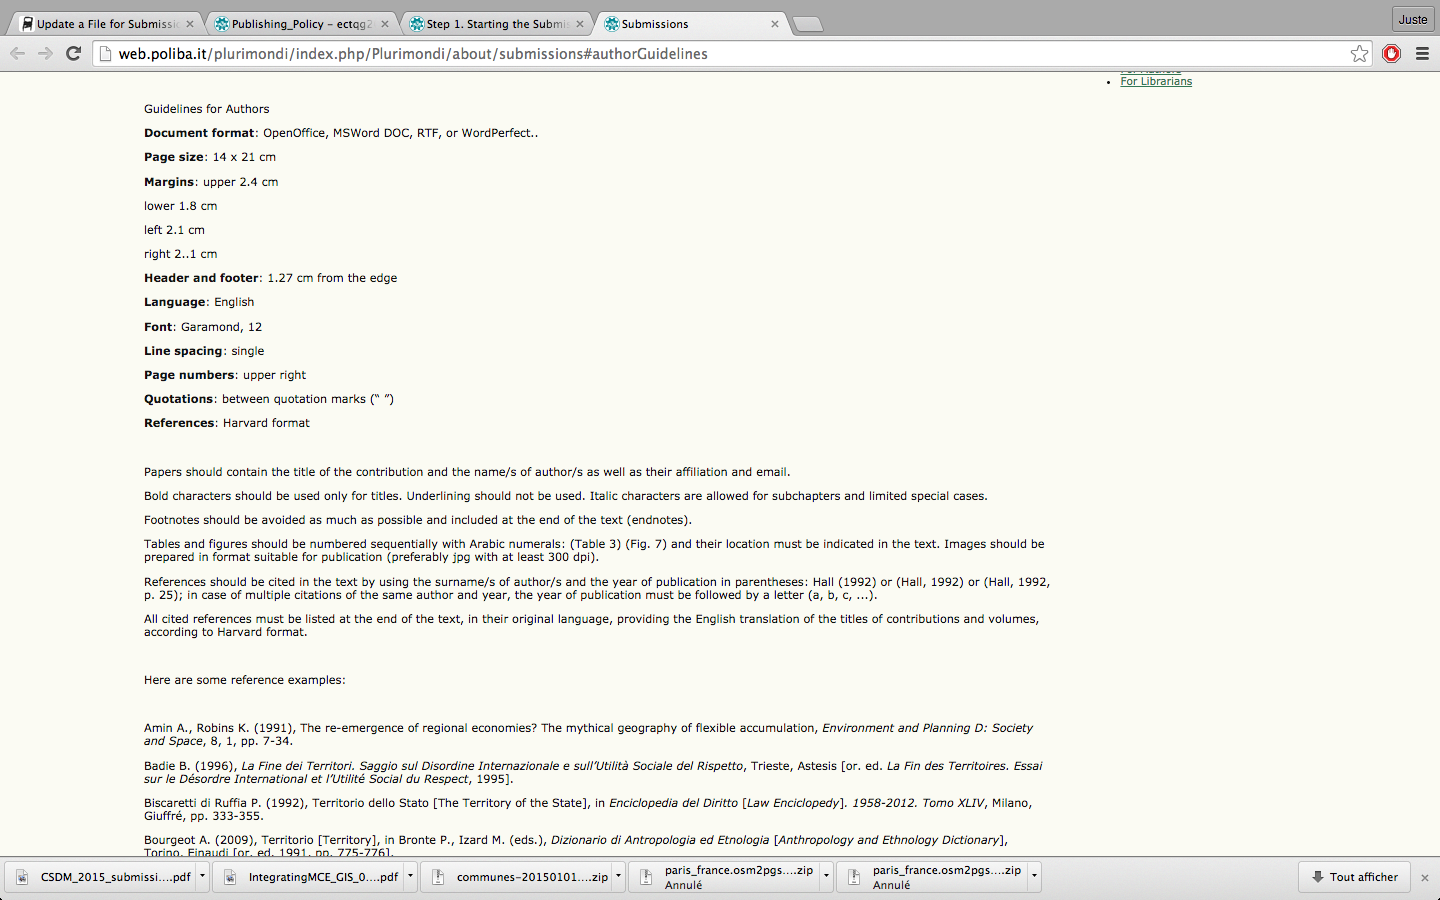 Update a File for Submissi
Publishing_Policy - ectqg2
Step 1. Starting the Submis
Submissions
Juste
web.poliba.it/plurimondi/index.php/Plurimondi/about/submissions#authorGuidelines
For Authors
For Librarians
Guidelines for Authors
Document format: OpenOffice, MSWord DOC, RTF, or WordPerfect..
Page size: 14 x 21 cm
Margins: upper 2.4 cm
lower 1.8 cm
left 2.1 cm
right 2..1 cm
Header and footer: 1.27 cm from the edge
Language: English
Font: Garamond, 12
Line spacing: single
Page numbers: upper right
Quotations: between quotation marks (“ ”)
References: Harvard format
Papers should contain the title of the contribution and the name/s of author/s as well as their affiliation and email.
Bold characters should be used only for titles. Underlining should not be used. Italic characters are allowed for subchapters and limited special cases.
Footnotes should be avoided as much as possible and included at the end of the text (endnotes).
Tables and figures should be numbered sequentially with Arabic numerals: (Table 3) (Fig. 7) and their location must be indicated in the text. Images should be
prepared in format suitable for publication (preferably jpg with at least 300 dpi).
References should be cited in the text by using the surname/s of author/s and the year of publication in parentheses: Hall (1992) or (Hall, 1992) or (Hall, 1992,
p. 25); in case of multiple citations of the same author and year, the year of publication must be followed by a letter (a, b, c, ...).
All cited references must be listed at the end of the text, in their original language, providing the English translation of the titles of contributions and volumes,
according to Harvard format.
Here are some reference examples:
Amin A., Robins K. (1991), The re-emergence of regional economies? The mythical geography of flexible accumulation, Environment and Planning D: Society
and Space, 8, 1, pp. 7-34.
Badie B. (1996), La Fine dei Territori. Saggio sul Disordine Internazionale e sull’Utilità Sociale del Rispetto, Trieste, Astesis [or. ed. La Fin des Territoires. Essai
sur le Désordre International et l’Utilité Social du Respect, 1995].
Biscaretti di Ruffia P. (1992), Territorio dello Stato [The Territory of the State], in Enciclopedia del Diritto [Law Enciclopedy]. 1958-2012. Tomo XLIV, Milano,
Giuffré, pp. 333-355.
Bourgeot A. (2009), Territorio [Territory], in Bronte P., Izard M. (eds.), Dizionario di Antropologia ed Etnologia [Anthropology and Ethnology Dictionary],
Torino, Einaudi [or. ed. 1991, pp. 775-776].
CSDM_2015_submissi....pdf
IntegratingMCE_GIS_0....pdf
communes-20150101....zip
paris_france.osm2pgs....zip
Annulé
paris_france.osm2pgs....zip
Annulé
Tout afficher